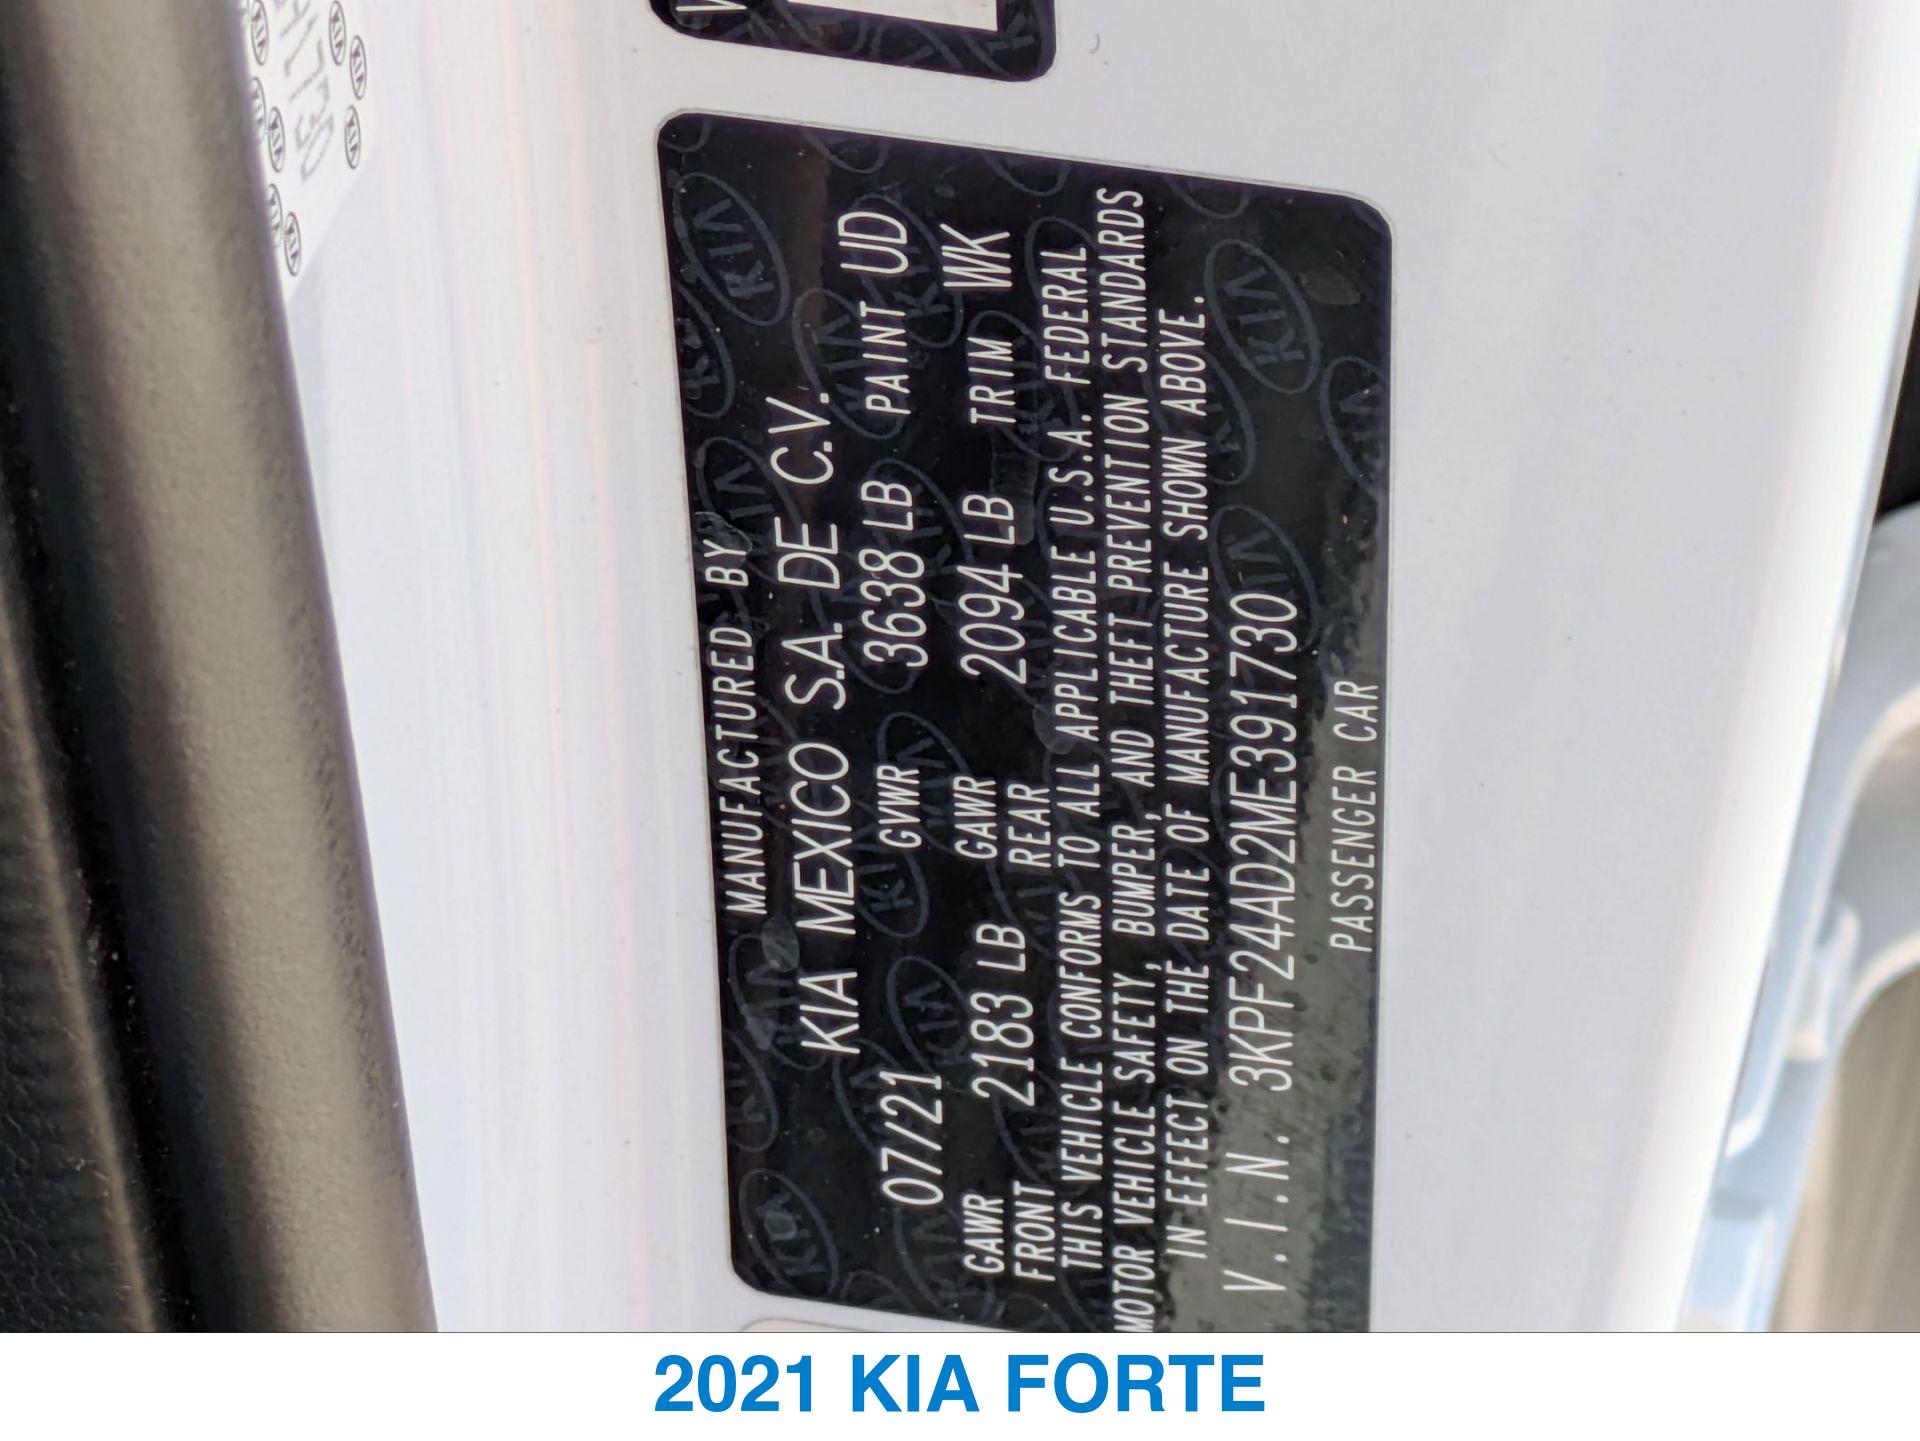 MANUFACTURED BY
KIA MEXICO S.A. DE C.V.
07/21 GVWR 3638 LB PAINT UD
GAWR FRONT 2183 LB GAWR REAR 2094 LB TRIM WK
THIS VEHICLE CONFORMS TO ALL APPLICABLE U.S.A. FEDERAL
MOTOR VEHICLE SAFETY, BUMPER, AND THEFT PREVENTION STANDARDS
IN EFFECT ON THE DATE OF MANUFACTURE SHOWN ABOVE.
V.I.N. 3KPF24AD2ME391730
PASSENGER CAR
KIA
2021 KIA FORTE